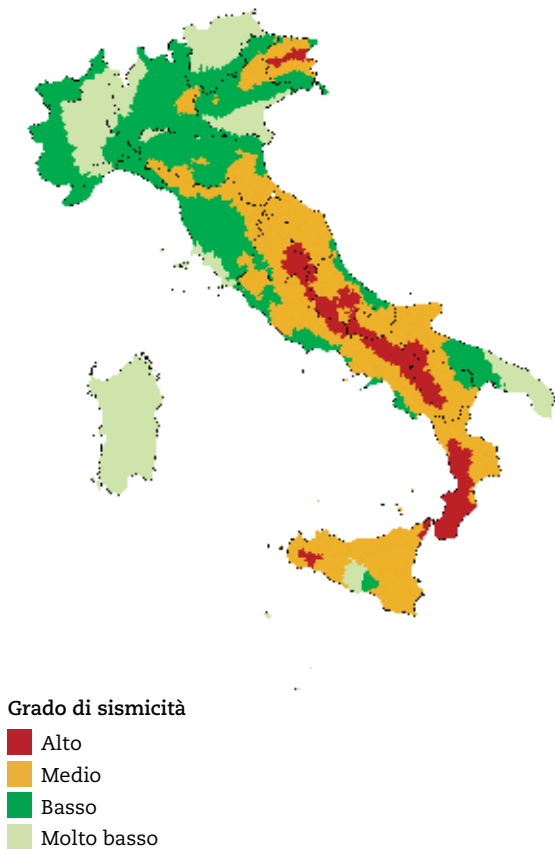 Grado di sismicità
Alto
Medio
Basso
Molto basso